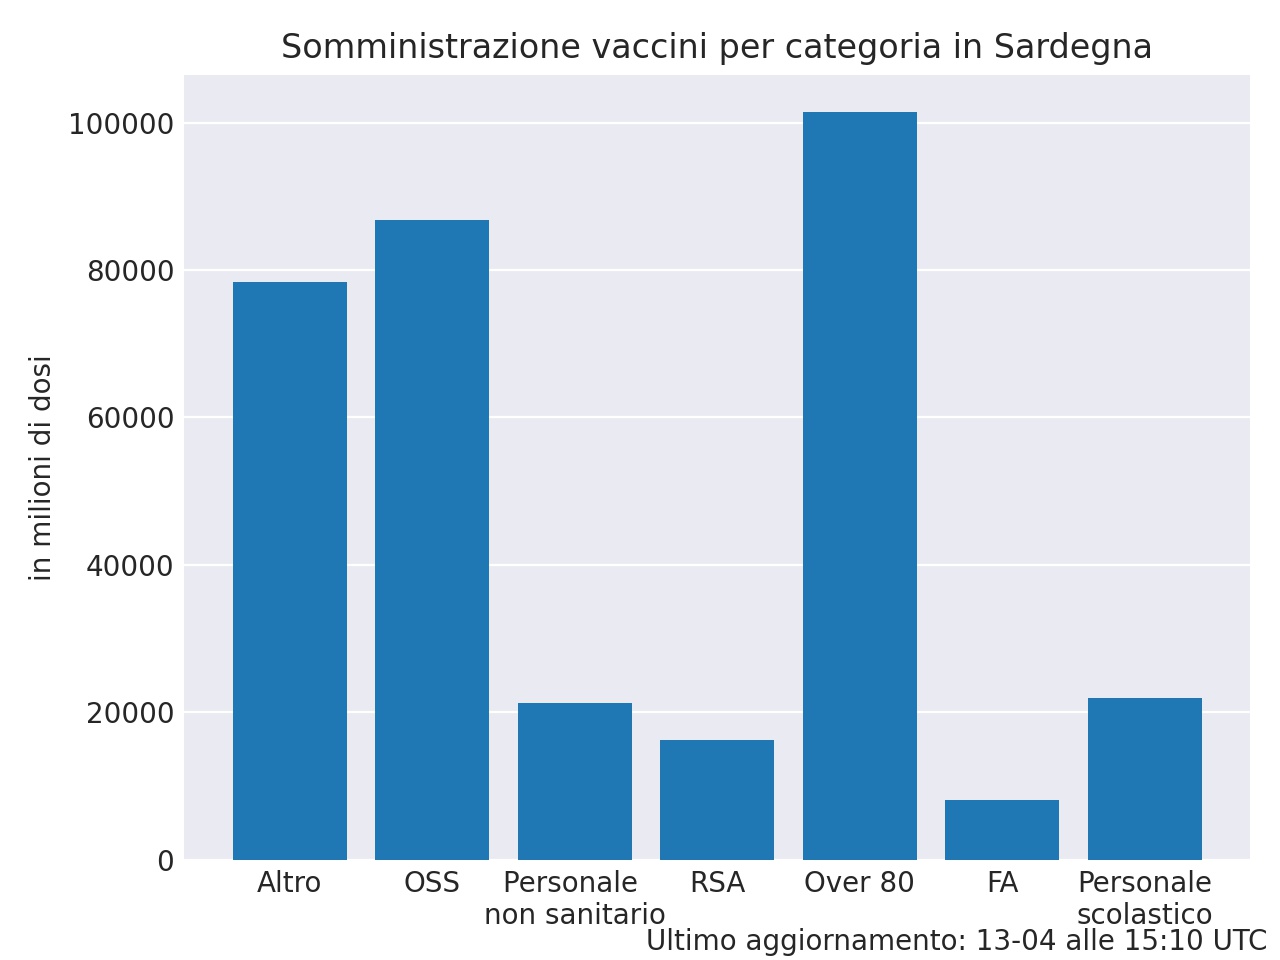 Somministrazione vaccini per categoria in Sardegna
in milioni di dosi
100000
80000
60000
40000
20000
0
Altro
OSS
Personale
non sanitario
RSA
Over 80
FA
Personale
scolastico
Ultimo aggiornamento: 13-04 alle 15:10 UTC